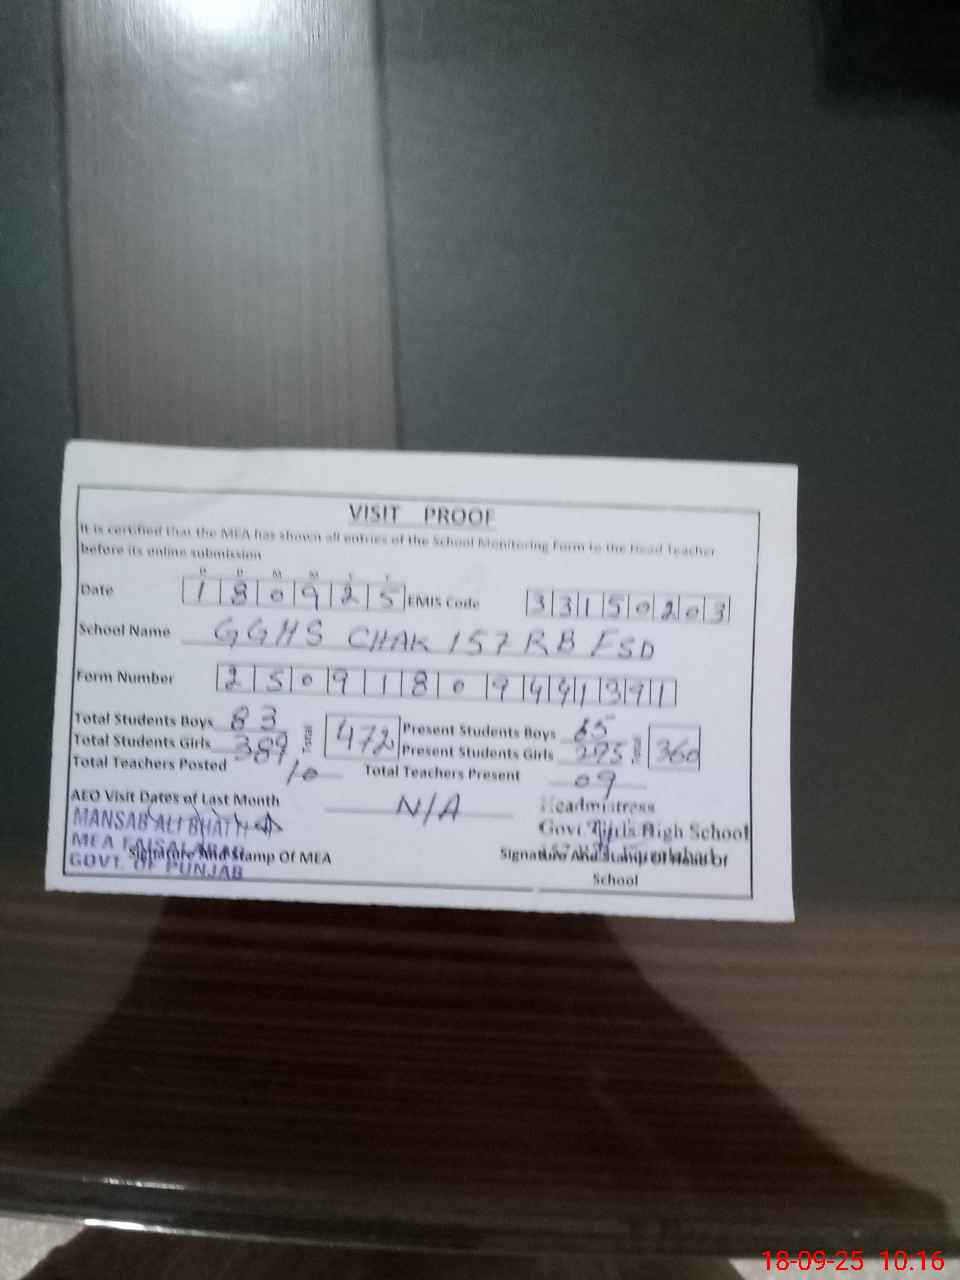 VISIT PROOF
It is certified that the MEA has shown all entries of the School Monitoring Form to the Head Teacher
before its online submission
D D M M Y Y
Date 1 8 0 9 2 5 EMIS Code 3 3 1 5 0 2 0 3
School Name GGHS CHAK 157 RB FSD
Form Number 2 5 0 9 1 8 0 9 4 4 1 3 9 1
Total Students Boys 83 Total 472 Present Students Boys 65 Total 360
Total Students Girls 389 Present Students Girls 295
Total Teachers Posted 10 Total Teachers Present 09
AEO Visit Dates of Last Month N/A
Headmistress
MANSAB ALI BHATTI
Govt. Girls High School
MEA FAISALABAD
Signature And Stamp Of MEA
Signature And Stamp Of Head Of
School
GOVT. OF PUNJAB
18-09-25 10.16